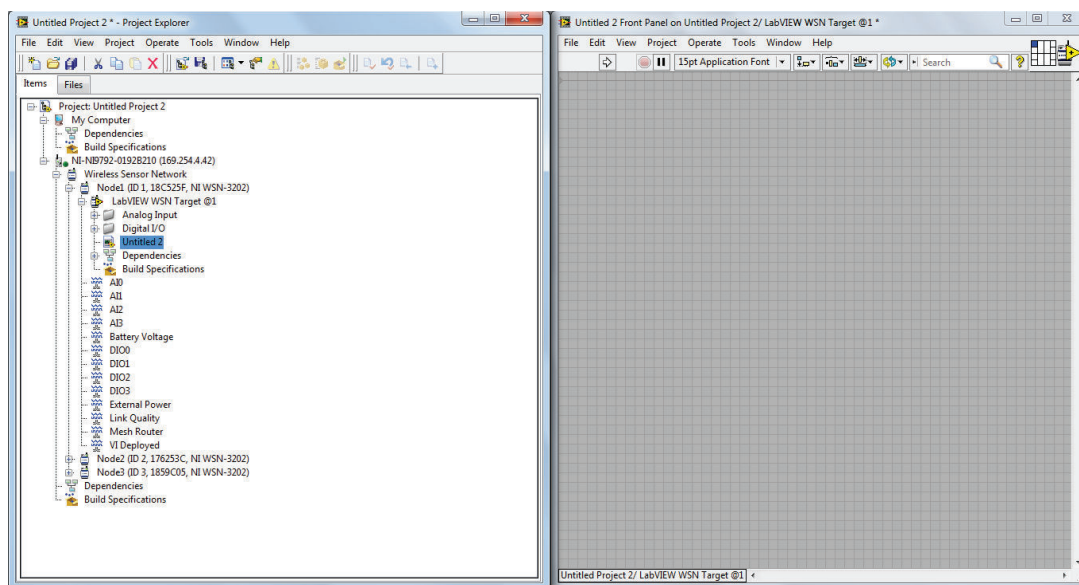 Untitled Project 2 * - Project Explorer
File Edit View Project Operate Tools Window Help
Items Files
Project: Untitled Project 2
My Computer
Dependencies
Build Specifications
NI-NI9792-0192B210 (169.254.4.42)
Wireless Sensor Network
Node1 (ID 1, 18C525F, NI WSN-3202)
LabVIEW WSN Target @1
Analog Input
Digital I/O
Untitled 2
Dependencies
Build Specifications
AI0
AI1
AI2
AI3
Battery Voltage
DIO0
DIO1
DIO2
DIO3
External Power
Link Quality
Mesh Router
VI Deployed
Node2 (ID 2, 176253C, NI WSN-3202)
Node3 (ID 3, 1859C05, NI WSN-3202)
Dependencies
Build Specifications
Untitled 2 Front Panel on Untitled Project 2/ LabVIEW WSN Target @1 *
File Edit View Project Operate Tools Window Help
15pt Application Font Search
Untitled Project 2/ LabVIEW WSN Target @1